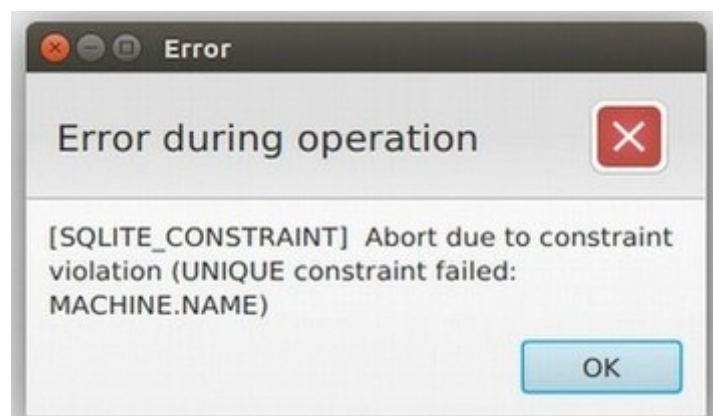 Error
Error during operation
[SQLITE_CONSTRAINT]  Abort due to constraint
violation (UNIQUE constraint failed:
MACHINE.NAME)
OK